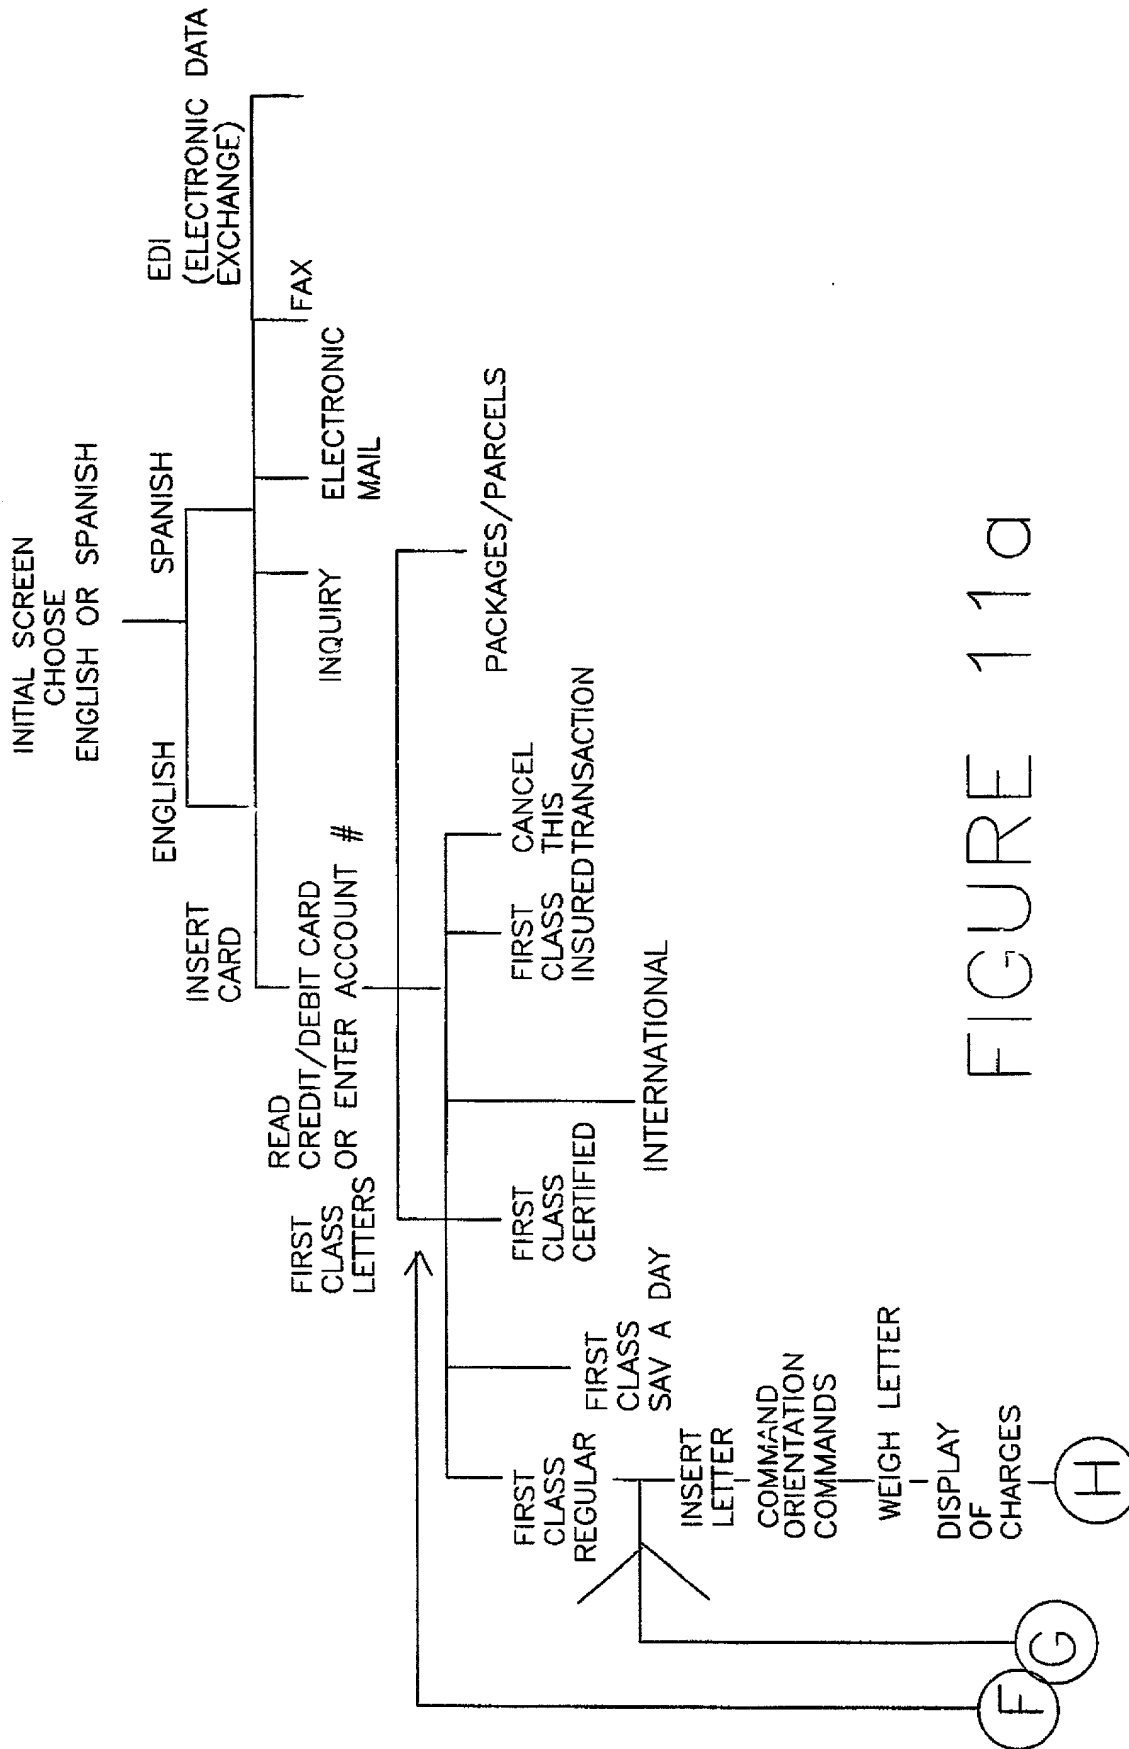 INITIAL SCREEN
CHOOSE
ENGLISH OR SPANISH
ENGLISH
SPANISH
INSERT
CARD
EDI
(ELECTRONIC DATA
EXCHANGE)
READ
CREDIT/DEBIT CARD
OR ENTER ACCOUNT #
INQUIRY
ELECTRONIC
MAIL
FAX
FIRST
CLASS
LETTERS
PACKAGES/PARCELS
FIRST
CLASS
REGULAR
FIRST
CLASS
SAV A DAY
FIRST
CLASS
CERTIFIED
INTERNATIONAL
FIRST
CLASS
INSURED
CANCEL
THIS
TRANSACTION
INSERT
LETTER
COMMAND
ORIENTATION
COMMANDS
WEIGH LETTER
DISPLAY
OF
CHARGES
F
G
H
FIGURE 11a